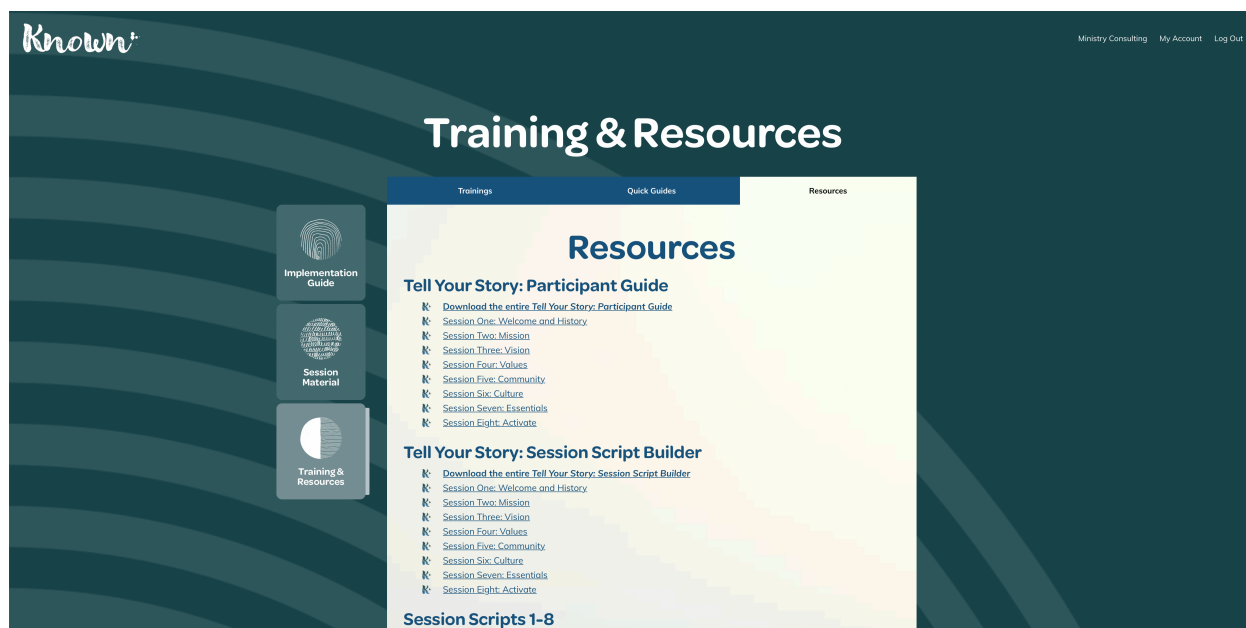 Known
Ministry Consulting
My Account
Log Out
Training & Resources
Trainings
Quick Guides
Resources
Implementation
Guide
Session
Material
Training &
Resources
Resources
Tell Your Story: Participant Guide
Download the entire Tell Your Story: Participant Guide
Session One: Welcome and History
Session Two: Mission
Session Three: Vision
Session Four: Values
Session Five: Community
Session Six: Culture
Session Seven: Essentials
Session Eight: Activate
Tell Your Story: Session Script Builder
Download the entire Tell Your Story: Session Script Builder
Session One: Welcome and History
Session Two: Mission
Session Three: Vision
Session Four: Values
Session Five: Community
Session Six: Culture
Session Seven: Essentials
Session Eight: Activate
Session Scripts 1-8